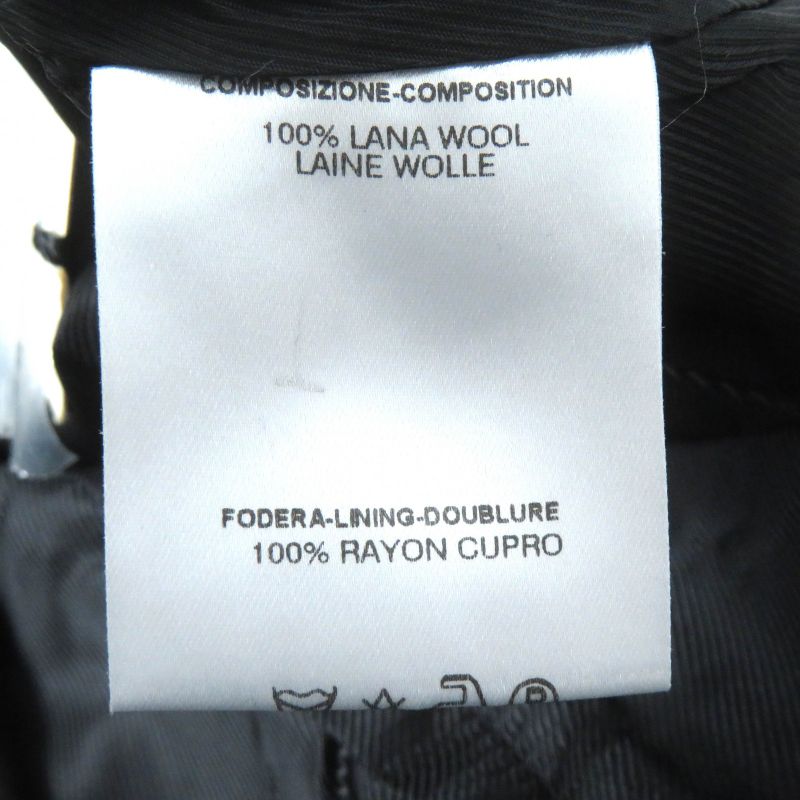 COMPOSIZIONE-COMPOSITION
100% LANA WOOL
LAINE WOLLE
FODERA-LINING-DOUBLURE
100% RAYON CUPRO
P